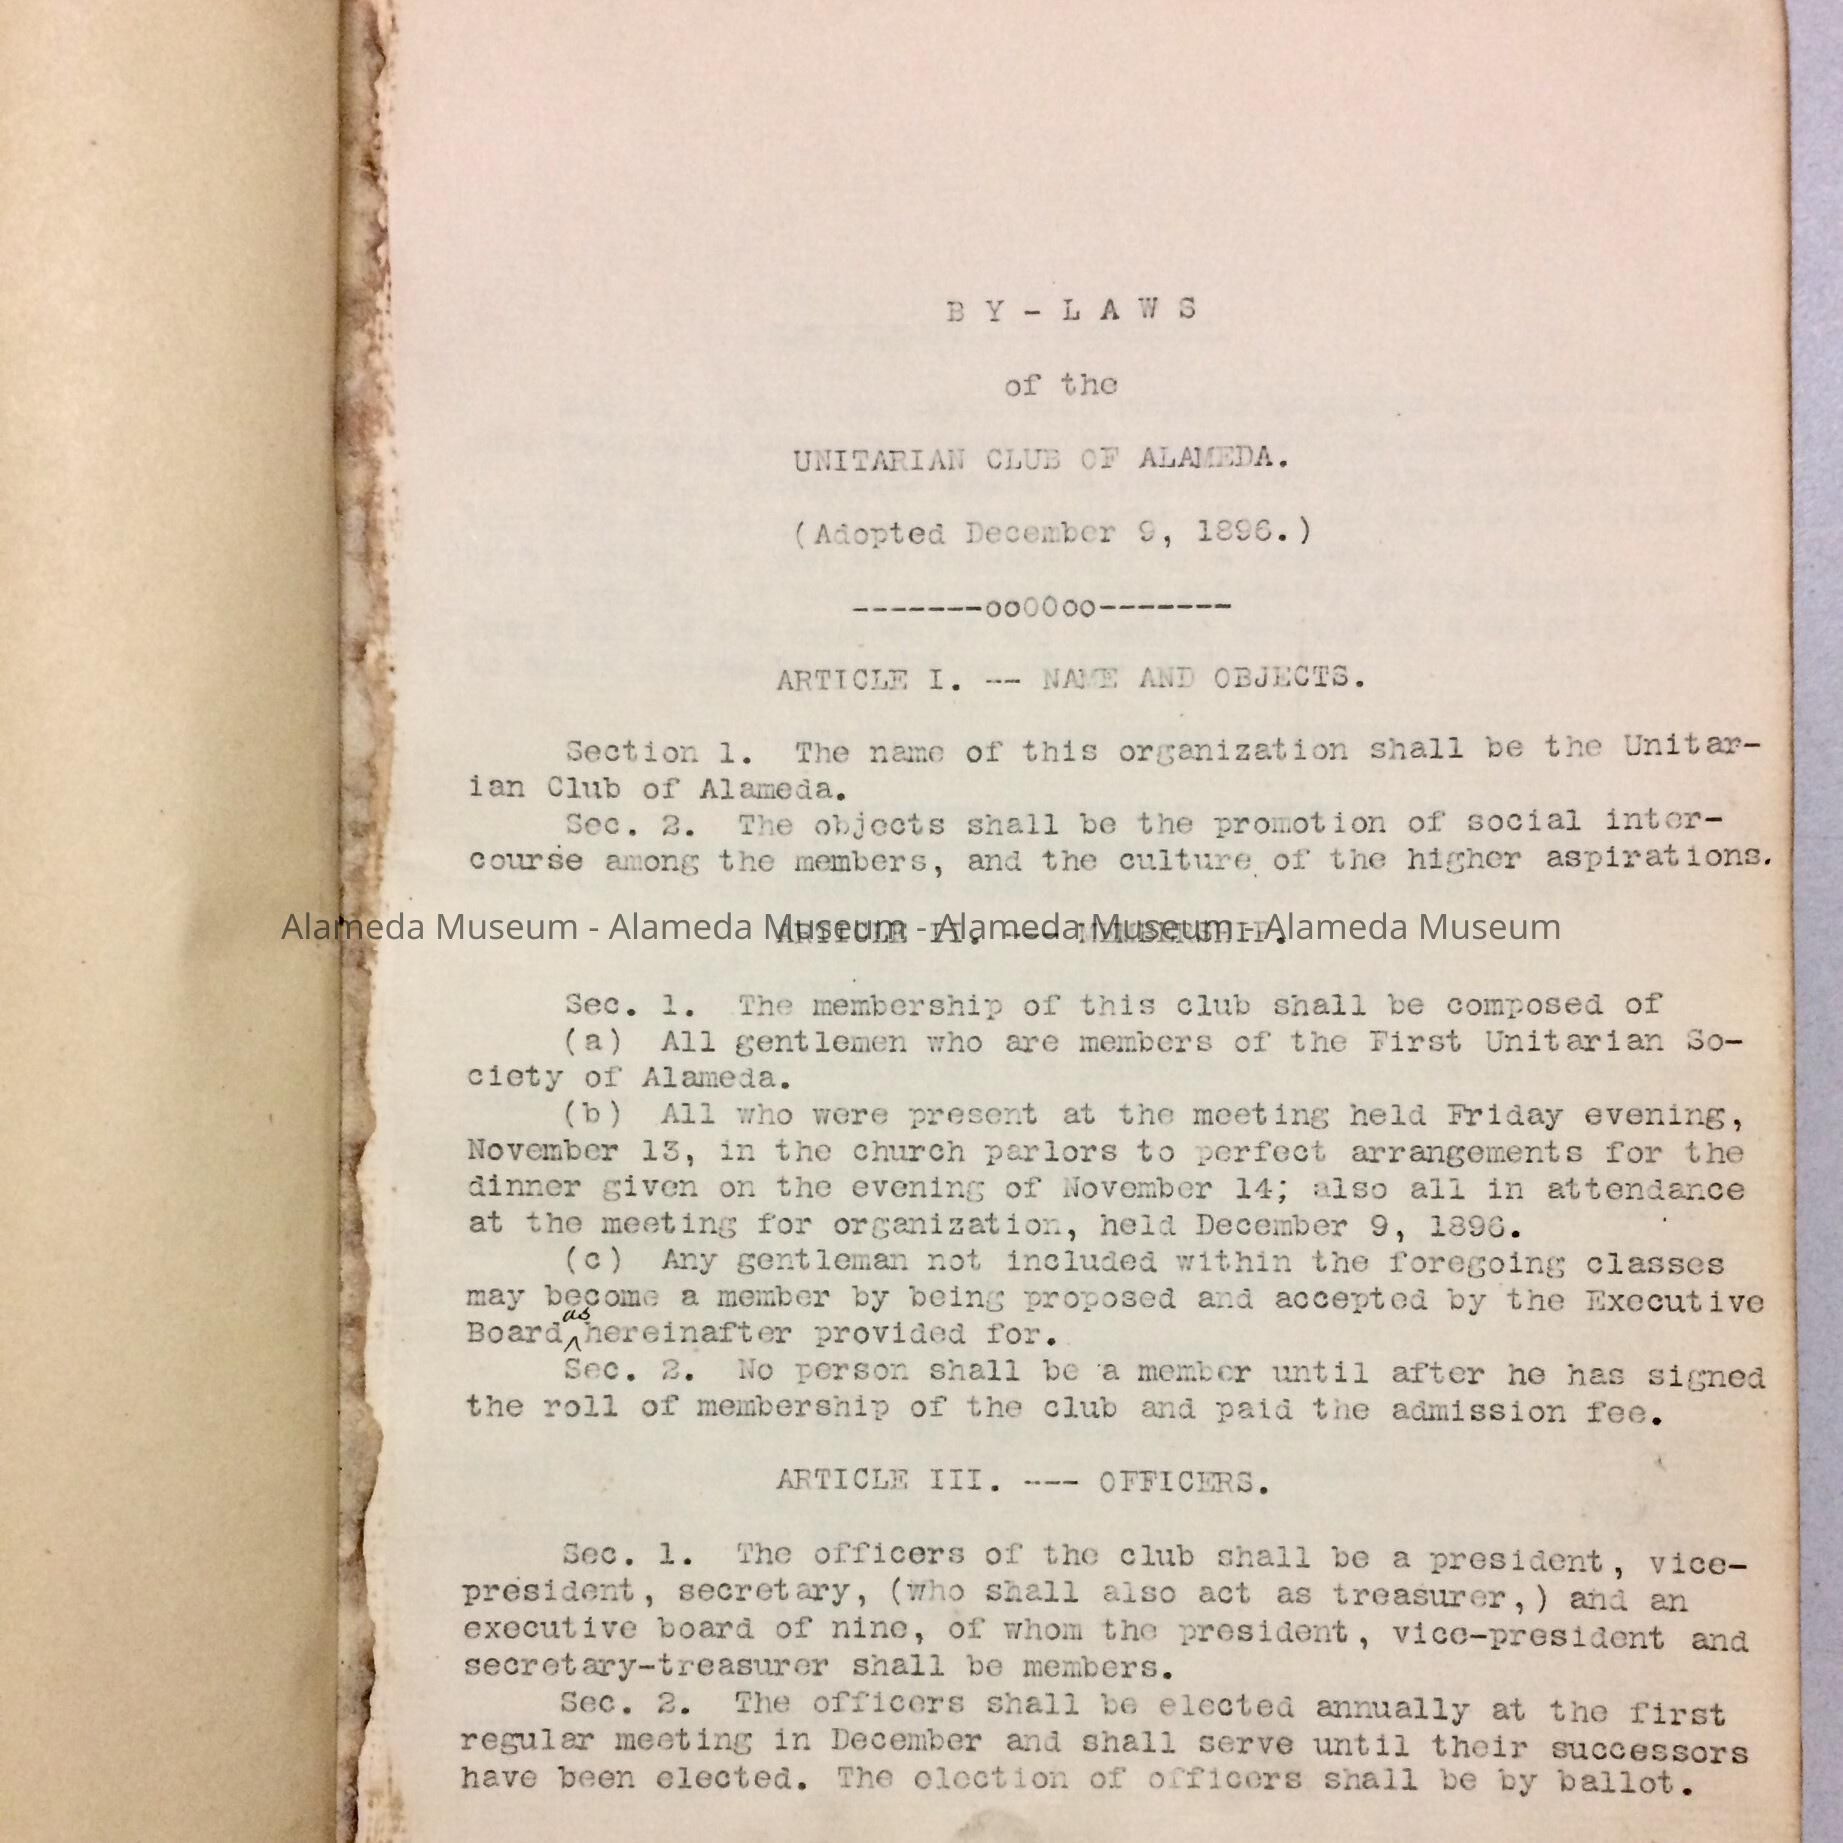 BY-LAWS
of the
UNITARIAN CLUB OF ALAMEDA.
(Adopted December 9, 1896.)
-------oo00oo-------
ARTICLE I. -- NAME AND OBJECTS.
Section 1. The name of this organization shall be the Unitar-
ian Club of Alameda.
Sec. 2. The objects shall be the promotion of social inter-
course among the members, and the culture of the higher aspirations.
Alameda Museum - Alameda Museum - Alameda Museum - Alameda Museum
ARTICLE II. --- MEMBERSHIP.
Sec. 1. The membership of this club shall be composed of
(a) All gentlemen who are members of the First Unitarian So-
ciety of Alameda.
(b) All who were present at the meeting held Friday evening,
November 13, in the church parlors to perfect arrangements for the
dinner given on the evening of November 14; also all in attendance
at the meeting for organization, held December 9, 1896.
(c) Any gentleman not included within the foregoing classes
may become a member by being proposed and accepted by the Executive
Board as hereinafter provided for.
Sec. 2. No person shall be a member until after he has signed
the roll of membership of the club and paid the admission fee.
ARTICLE III. --- OFFICERS.
Sec. 1. The officers of the club shall be a president, vice-
president, secretary, (who shall also act as treasurer,) and an
executive board of nine, of whom the president, vice-president and
secretary-treasurer shall be members.
Sec. 2. The officers shall be elected annually at the first
regular meeting in December and shall serve until their successors
have been elected. The election of officers shall be by ballot.